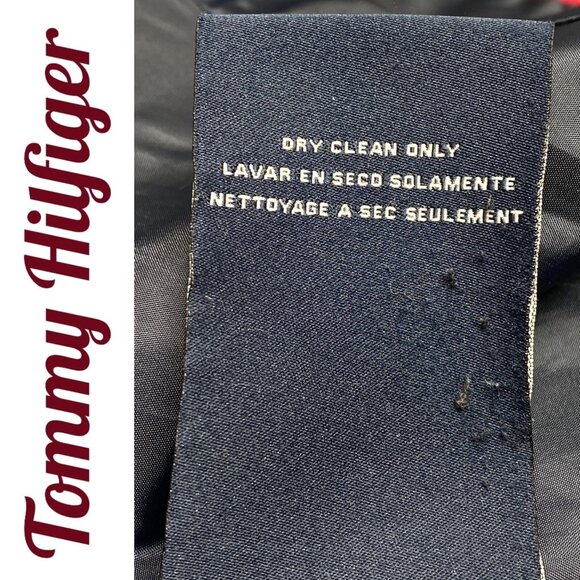 Tommy Hilfiger
DRY CLEAN ONLY
LAVAR EN SECO SOLAMENTE
NETTOYAGE A SEC SEULEMENT